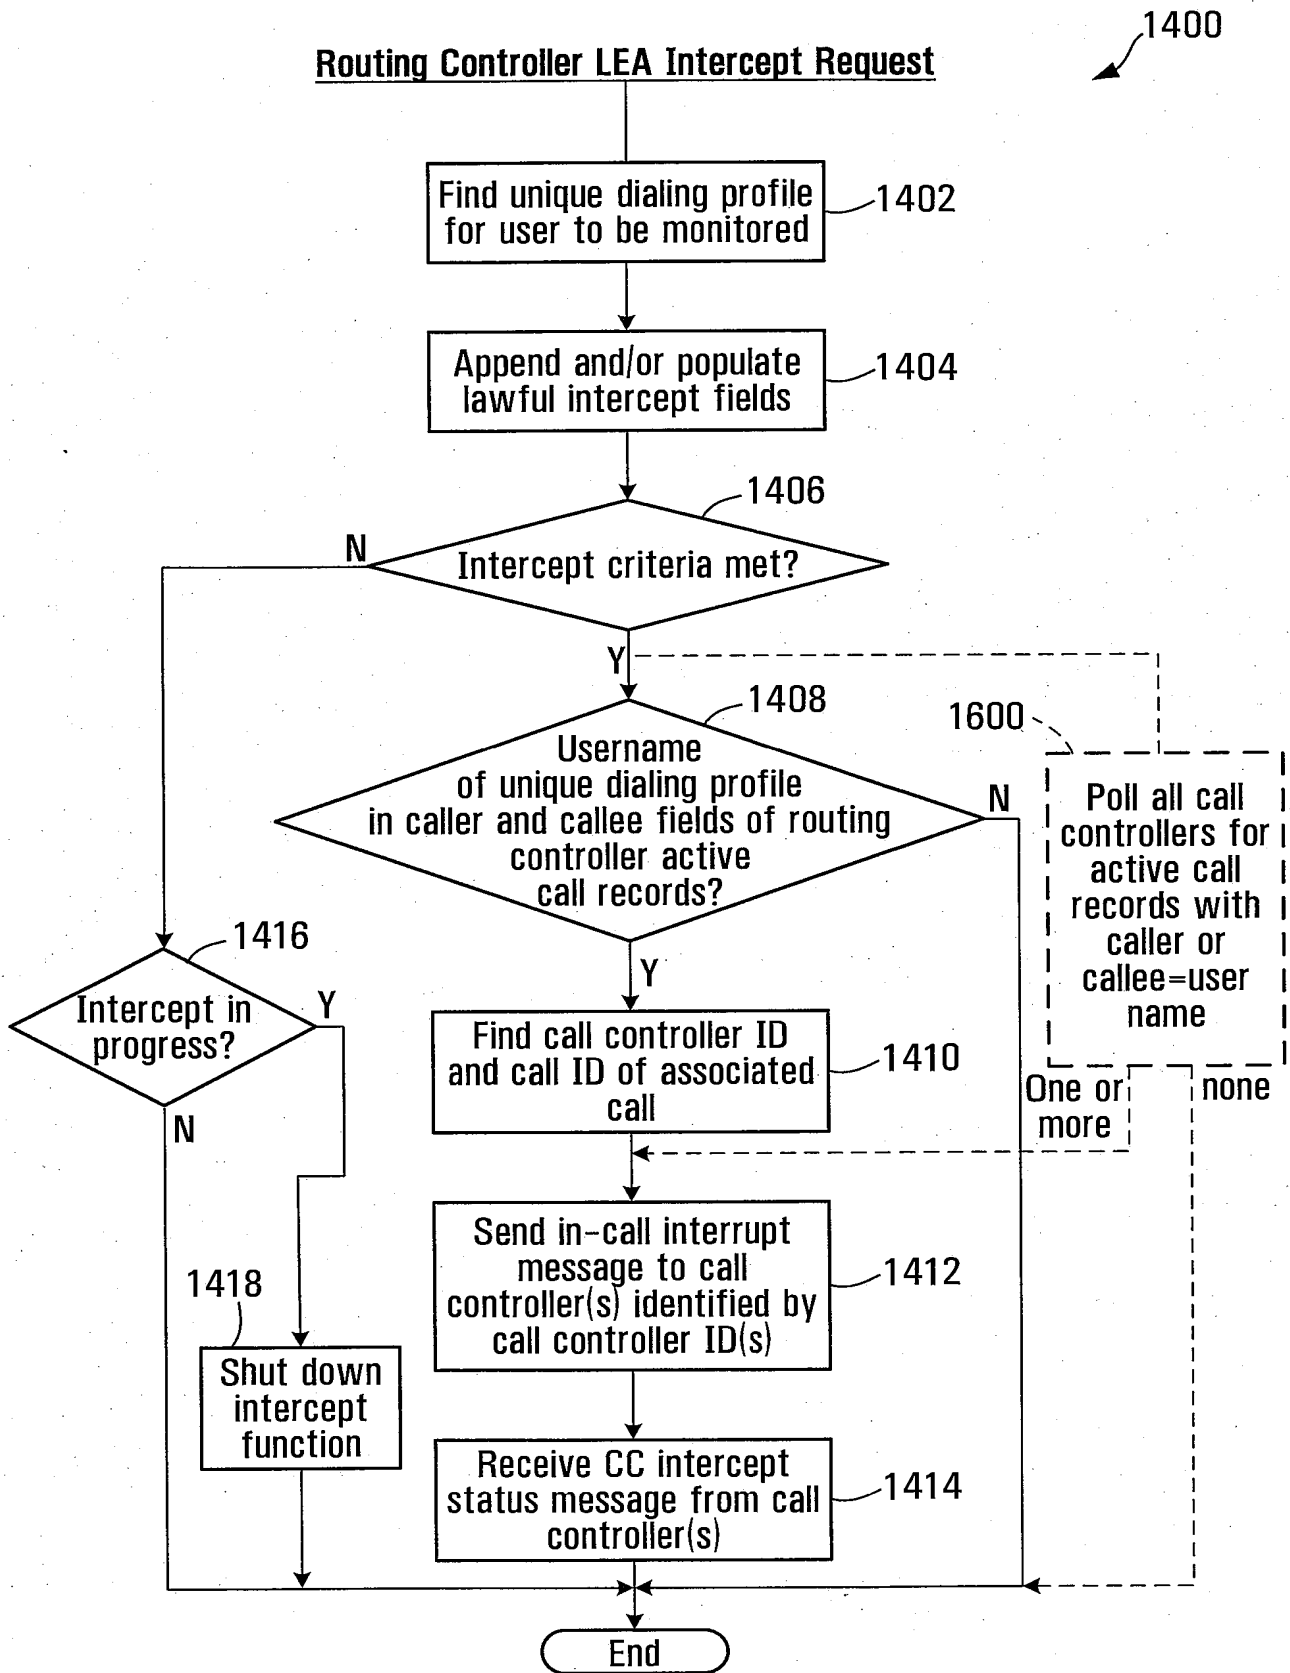 1400
Routing Controller LEA Intercept Request
Find unique dialing profile
for user to be monitored
1402
Append and/or populate
lawful intercept fields
1404
1406
N
Intercept criteria met?
Y
1408
1600
Username
of unique dialing profile
in caller and callee fields of routing
controller active
call records?
N
Poll all call
controllers for
active call
records with
caller or
callee=user
name
1416
Intercept in
progress?
Y
Y
Find call controller ID
and call ID of associated
call
1410
One or
more
none
N
Send in-call interrupt
message to call
controller(s) identified by
call controller ID(s)
1412
1418
Shut down
intercept
function
Receive CC intercept
status message from call
controller(s)
1414
End